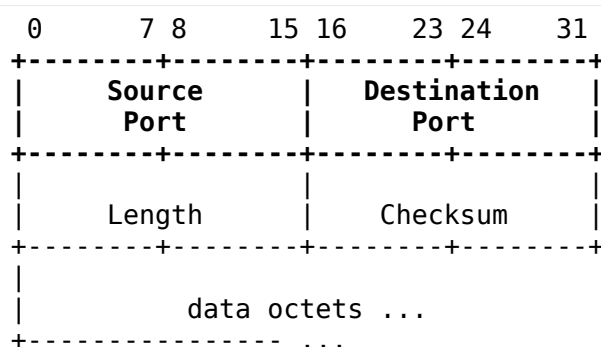 0 7 8 15 16 23 24 31
+--------+--------+--------+--------+
| Source | Destination |
| Port | Port |
+--------+--------+--------+--------+
| | |
| Length | Checksum |
+--------+--------+--------+--------+
|
| data octets ...
+---------------- ...